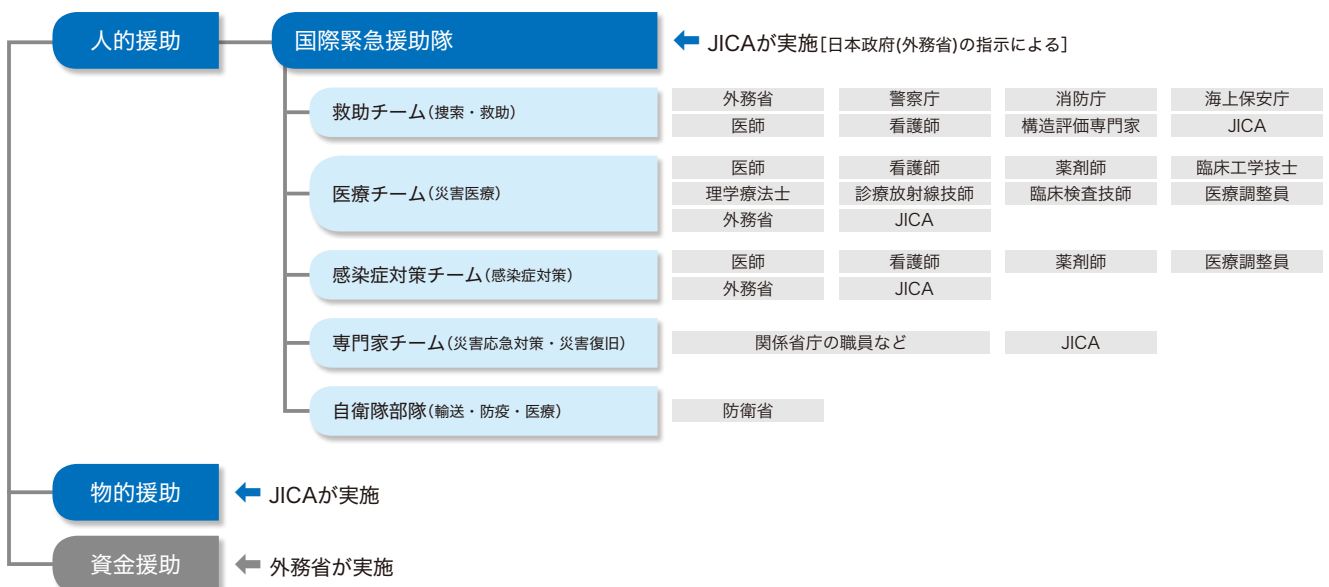 人的援助
国際緊急援助隊
JICAが実施[日本政府(外務省)の指示による]
救助チーム(捜索・救助)
外務省 警察庁 消防庁 海上保安庁
医師 看護師 構造評価専門家 JICA
医療チーム(災害医療)
医師 看護師 薬剤師 臨床工学技士
理学療法士 診療放射線技師 臨床検査技師 医療調整員
外務省 JICA
感染症対策チーム(感染症対策)
医師 看護師 薬剤師 医療調整員
外務省 JICA
専門家チーム(災害応急対策・災害復旧)
関係省庁の職員など JICA
自衛隊部隊(輸送・防疫・医療)
防衛省
物的援助
JICAが実施
資金援助
外務省が実施